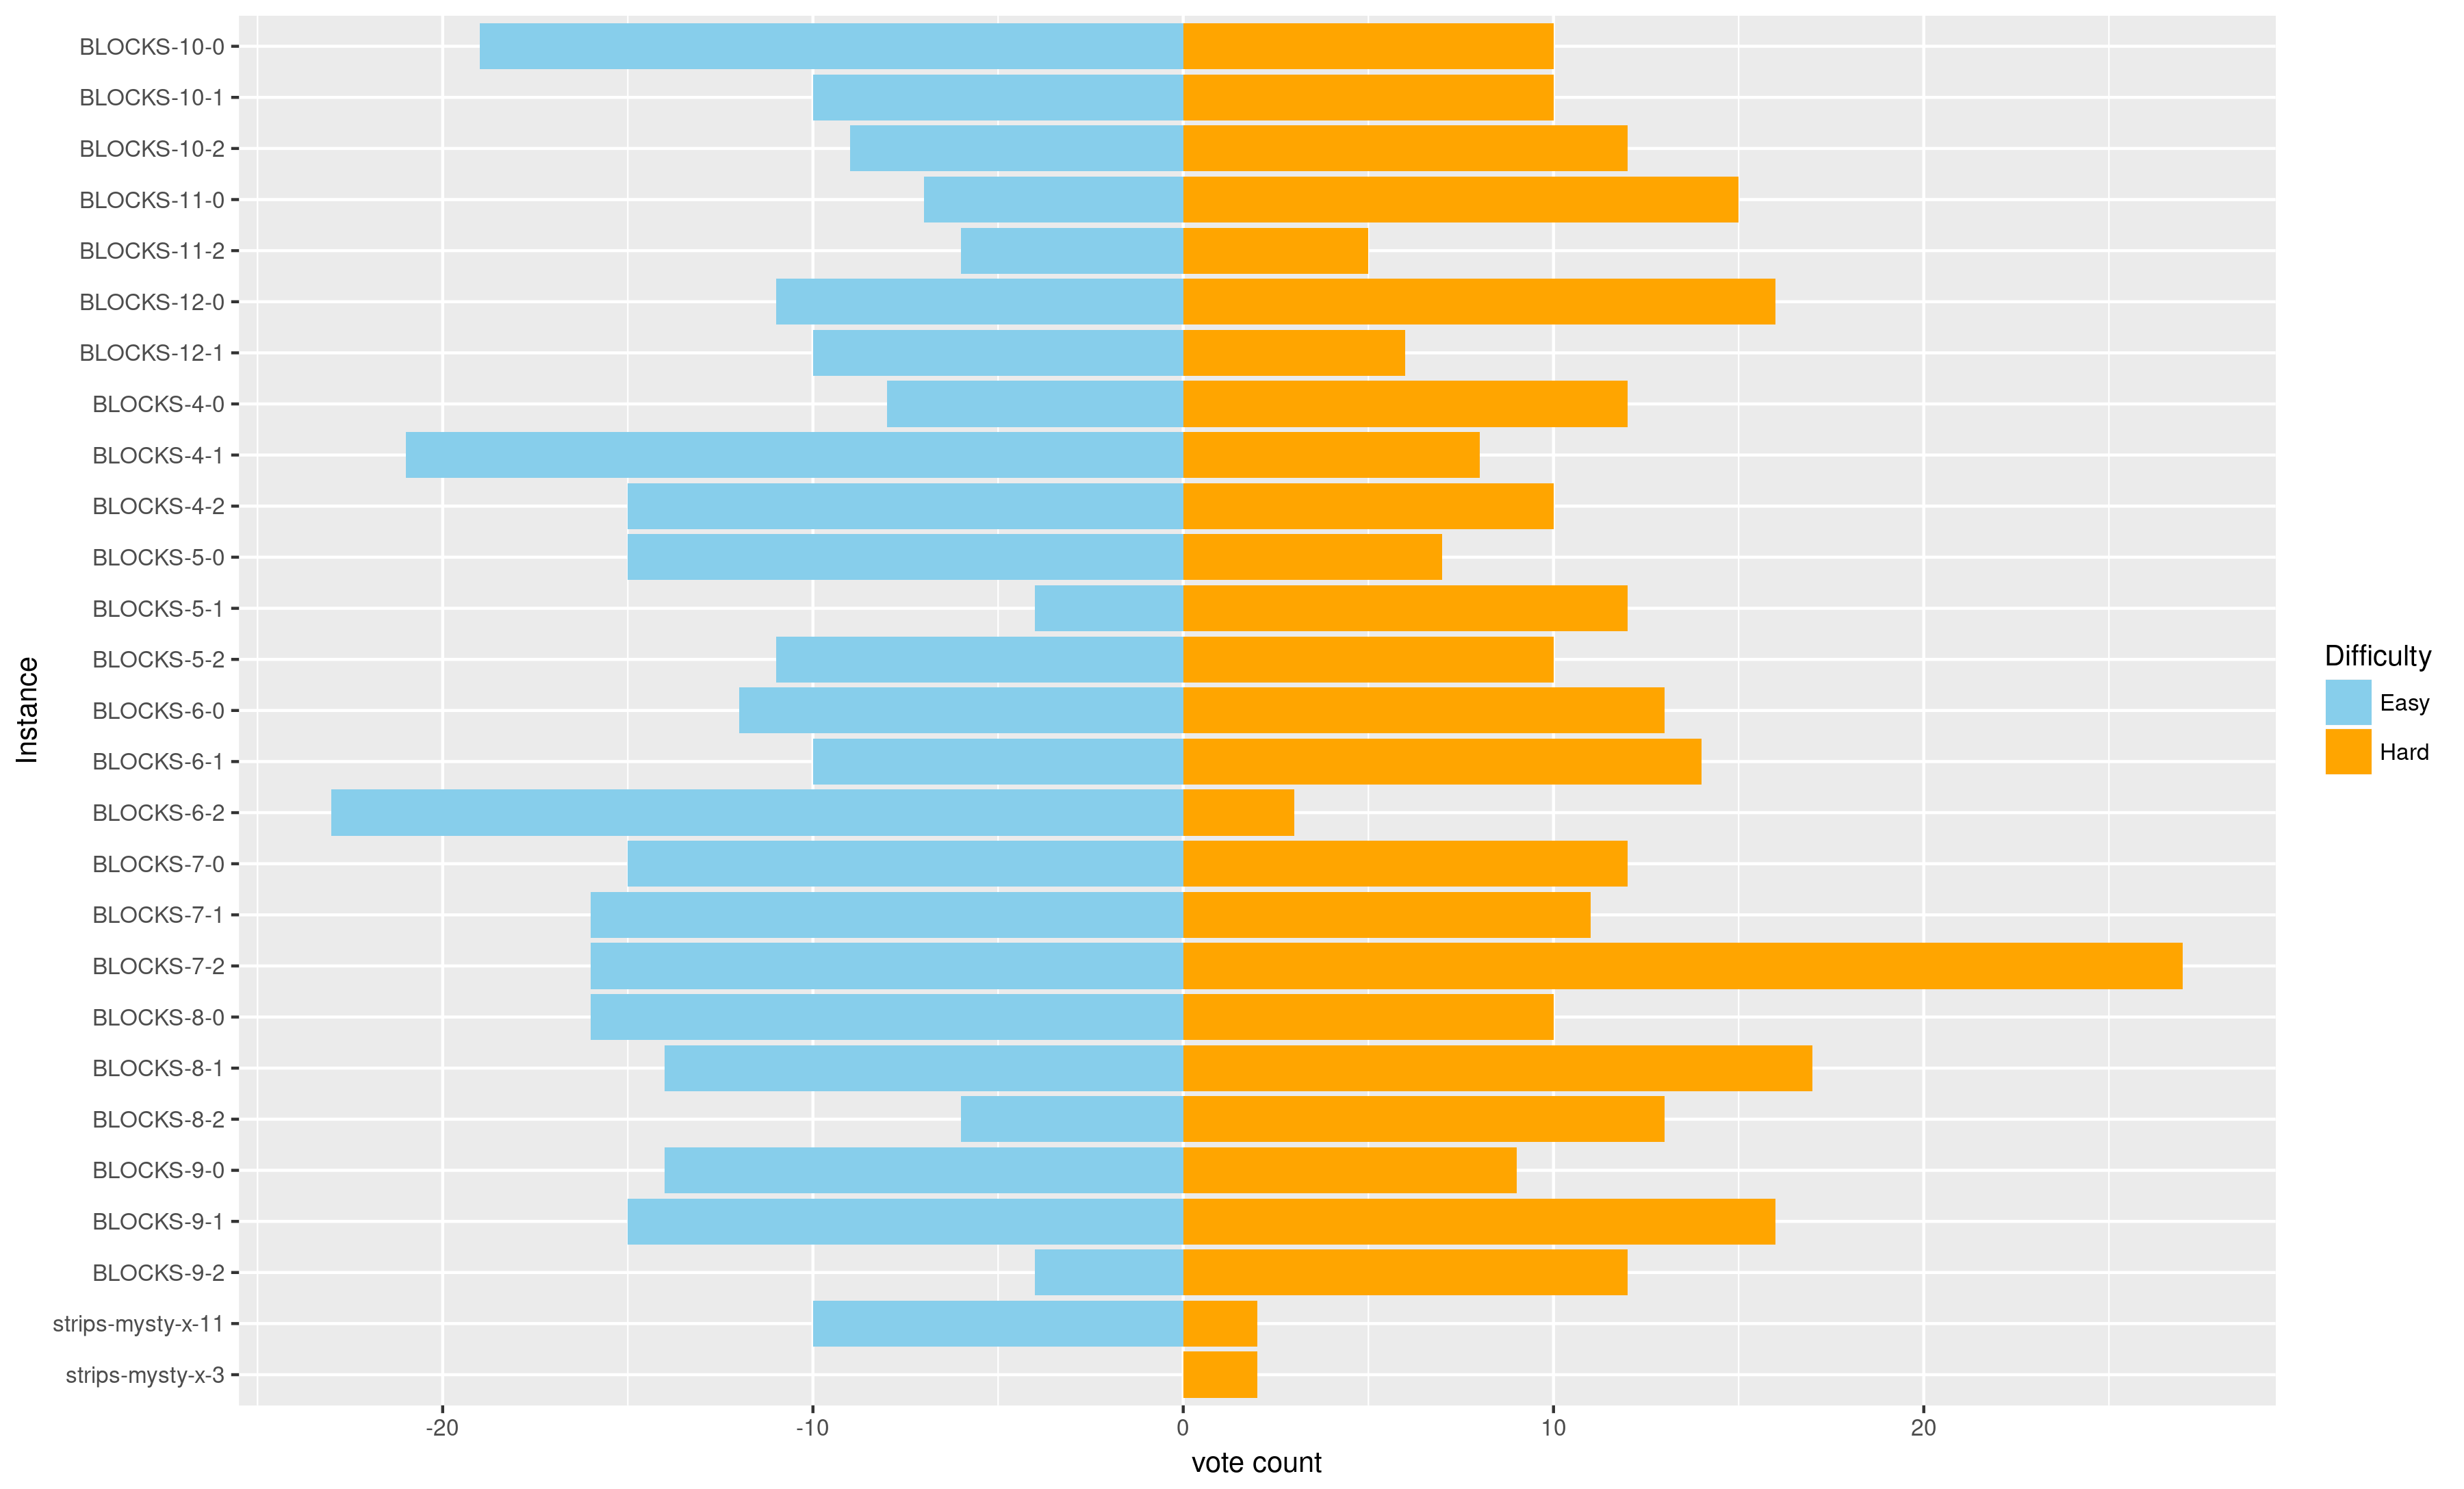 BLOCKS-10-0
BLOCKS-10-1
BLOCKS-10-2
BLOCKS-11-0
BLOCKS-11-2
BLOCKS-12-0
BLOCKS-12-1
BLOCKS-4-0
BLOCKS-4-1
BLOCKS-4-2
BLOCKS-5-0
BLOCKS-5-1
BLOCKS-5-2
BLOCKS-6-0
BLOCKS-6-1
BLOCKS-6-2
BLOCKS-7-0
BLOCKS-7-1
BLOCKS-7-2
BLOCKS-8-0
BLOCKS-8-1
BLOCKS-8-2
BLOCKS-9-0
BLOCKS-9-1
BLOCKS-9-2
strips-mysty-x-11
strips-mysty-x-3
Instance
-20 -10 0 10 20
vote count
Difficulty
Easy
Hard